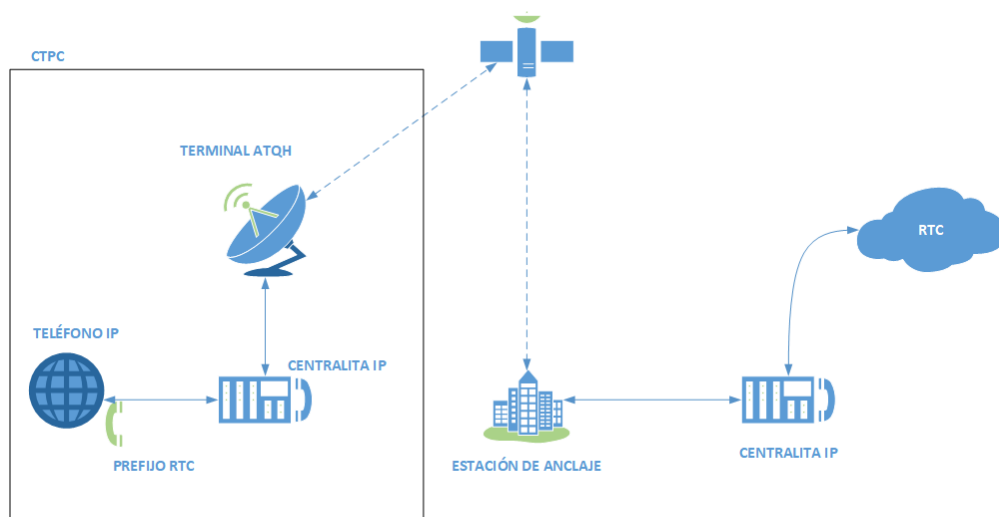 CTPC
TERMINAL ATQH
RTC
TELÉFONO IP
CENTRALITA IP
PREFIJO RTC
ESTACIÓN DE ANCLAJE
CENTRALITA IP